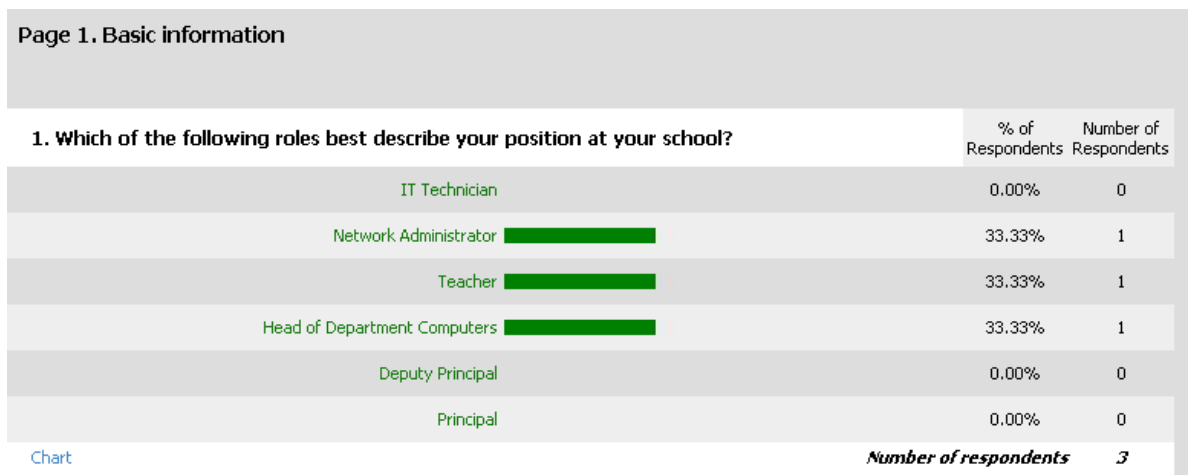 Page 1. Basic information
1. Which of the following roles best describe your position at your school? % of Respondents Number of Respondents
IT Technician 0.00% 0
Network Administrator 33.33% 1
Teacher 33.33% 1
Head of Department Computers 33.33% 1
Deputy Principal 0.00% 0
Principal 0.00% 0
Chart Number of respondents 3